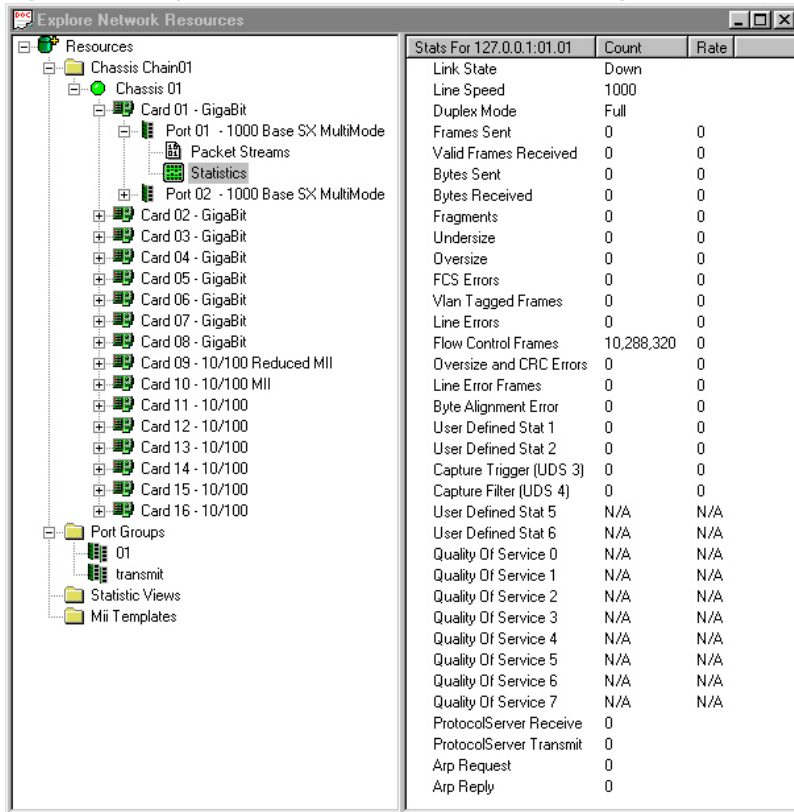 Explore Network Resources
Resources
Chassis Chain01
Chassis 01
Card 01 - GigaBit
Port 01 - 1000 Base SX MultiMode
Packet Streams
Statistics
Port 02 - 1000 Base SX MultiMode
Card 02 - GigaBit
Card 03 - GigaBit
Card 04 - GigaBit
Card 05 - GigaBit
Card 06 - GigaBit
Card 07 - GigaBit
Card 08 - GigaBit
Card 09 - 10/100 Reduced MII
Card 10 - 10/100 MII
Card 11 - 10/100
Card 12 - 10/100
Card 13 - 10/100
Card 14 - 10/100
Card 15 - 10/100
Card 16 - 10/100
Port Groups
01
transmit
Statistic Views
Mii Templates
Stats For 127.0.0.1:01.01 Count Rate
Link State Down
Line Speed 1000
Duplex Mode Full
Frames Sent 0 0
Valid Frames Received 0 0
Bytes Sent 0 0
Bytes Received 0 0
Fragments 0 0
Undersize 0 0
Oversize 0 0
FCS Errors 0 0
Vlan Tagged Frames 0 0
Line Errors 0 0
Flow Control Frames 10,288,320 0
Oversize and CRC Errors 0 0
Line Error Frames 0 0
Byte Alignment Error 0 0
User Defined Stat 1 0 0
User Defined Stat 2 0 0
Capture Trigger (UDS 3) 0 0
Capture Filter (UDS 4) 0 0
User Defined Stat 5 N/A N/A
User Defined Stat 6 N/A N/A
Quality Of Service 0 N/A N/A
Quality Of Service 1 N/A N/A
Quality Of Service 2 N/A N/A
Quality Of Service 3 N/A N/A
Quality Of Service 4 N/A N/A
Quality Of Service 5 N/A N/A
Quality Of Service 6 N/A N/A
Quality Of Service 7 N/A N/A
ProtocolServer Receive 0
ProtocolServer Transmit 0
Arp Request 0
Arp Reply 0